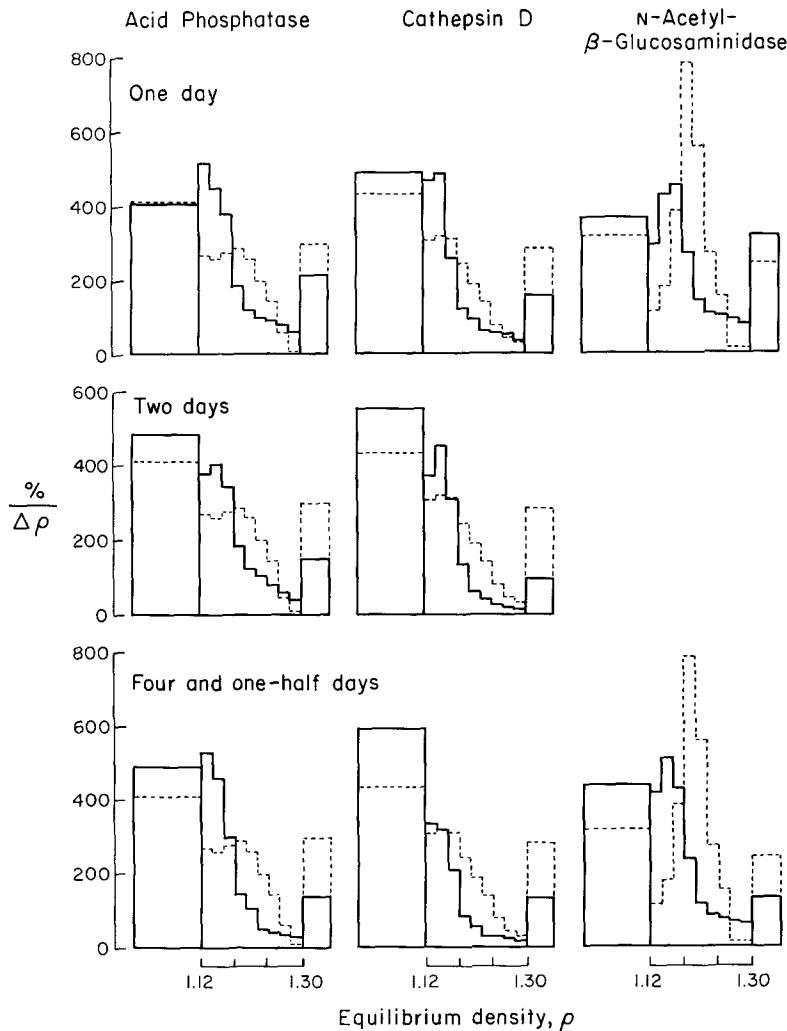 Acid Phosphatase
Cathepsin D
N-Acetyl-
β-Glucosaminidase
800
600
400
200
0
One day
600
400
200
0
Two days
%
Δρ
800
600
400
200
0
Four and one-half days
1.12
1.30
1.12
1.30
1.12
1.30
Equilibrium density, ρ